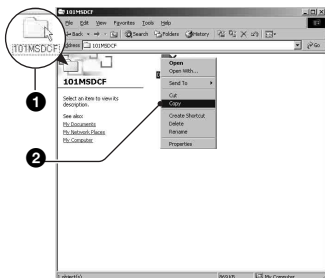 101MSDCF
101MSDCF
File Edit View Favorites Tools Help
Back Search Folders History
Address 101MSDCF Go
101MSDCF
Select an item to view its
description.
See also:
My Documents
My Network Places
My Computer
Open
Open With...
Send To
Cut
Copy
Create Shortcut
Delete
Rename
Properties
1
2
1 object(s)
My Computer